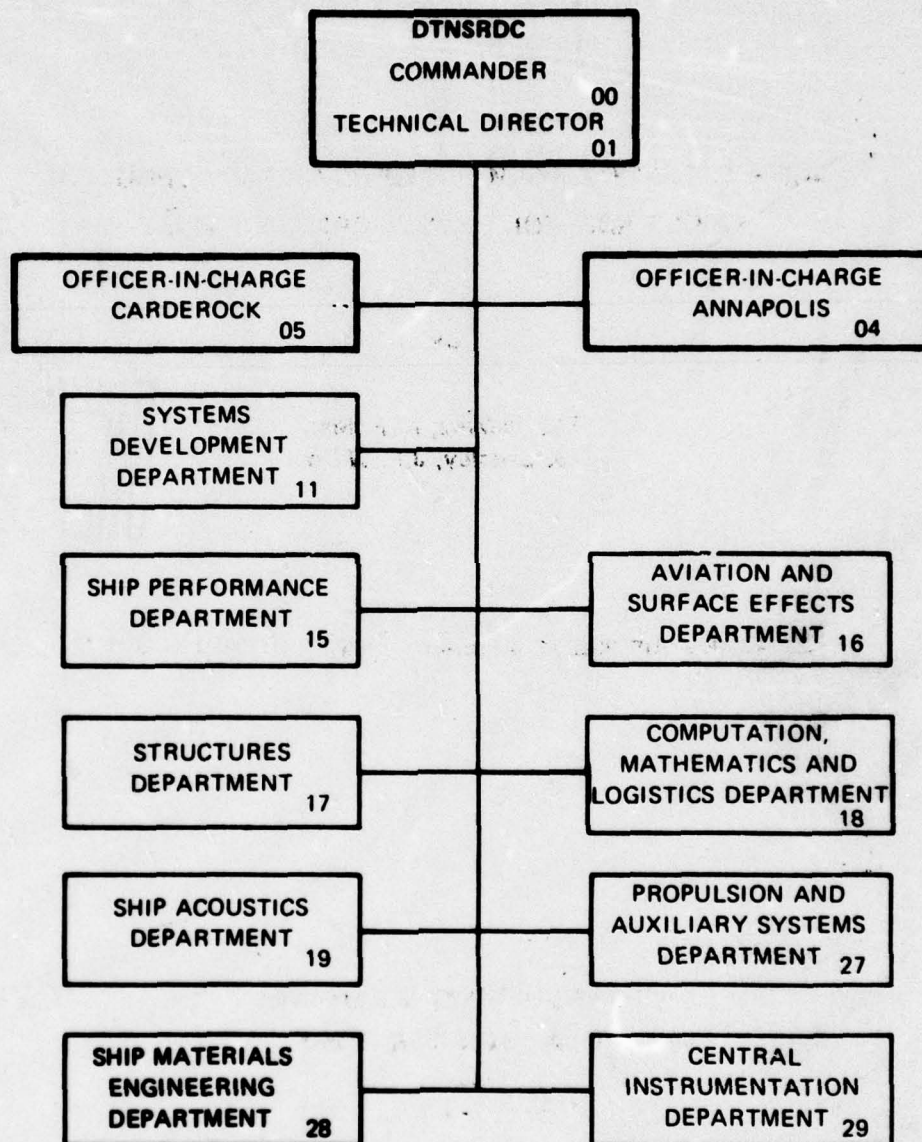 DTNSRDC
COMMANDER
00
TECHNICAL DIRECTOR
01
OFFICER-IN-CHARGE
CARDEROCK
05
OFFICER-IN-CHARGE
ANNAPOLIS
04
SYSTEMS
DEVELOPMENT
DEPARTMENT
11
SHIP PERFORMANCE
DEPARTMENT
15
AVIATION AND
SURFACE EFFECTS
DEPARTMENT
16
STRUCTURES
DEPARTMENT
17
COMPUTATION,
MATHEMATICS AND
LOGISTICS DEPARTMENT
18
SHIP ACOUSTICS
DEPARTMENT
19
PROPULSION AND
AUXILIARY SYSTEMS
DEPARTMENT
27
SHIP MATERIALS
ENGINEERING
DEPARTMENT
28
CENTRAL
INSTRUMENTATION
DEPARTMENT
29